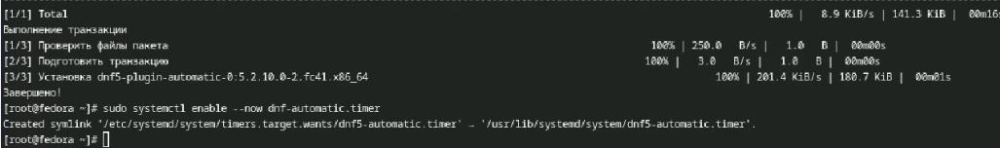 [1/1] Total 100% | 8.9 KiB/s | 141.3 KiB | 00m16s
Выполнение транзакции
[1/3] Проверить файлы пакета 100% | 250.0 B/s | 1.0 B | 00m00s
[2/3] Подготовить транзакцию 100% | 3.0 B/s | 1.0 B | 00m00s
[3/3] Установка dnf5-plugin-automatic-0:5.2.10.0-2.fc41.x86_64 100% | 201.4 KiB/s | 180.7 KiB | 00m01s
Завершено!
[root@fedora ~]# sudo systemctl enable --now dnf-automatic.timer
Created symlink '/etc/systemd/system/timers.target.wants/dnf5-automatic.timer' → '/usr/lib/systemd/system/dnf5-automatic.timer'.
[root@fedora ~]#